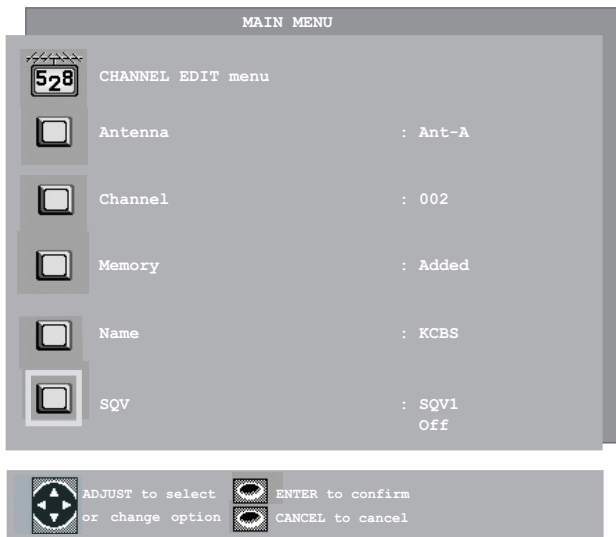 MAIN MENU
528
CHANNEL EDIT menu
Antenna : Ant-A
Channel : 002
Memory : Added
Name : KCBS
SQV : SQV1
Off
ADJUST to select ENTER to confirm
or change option CANCEL to cancel